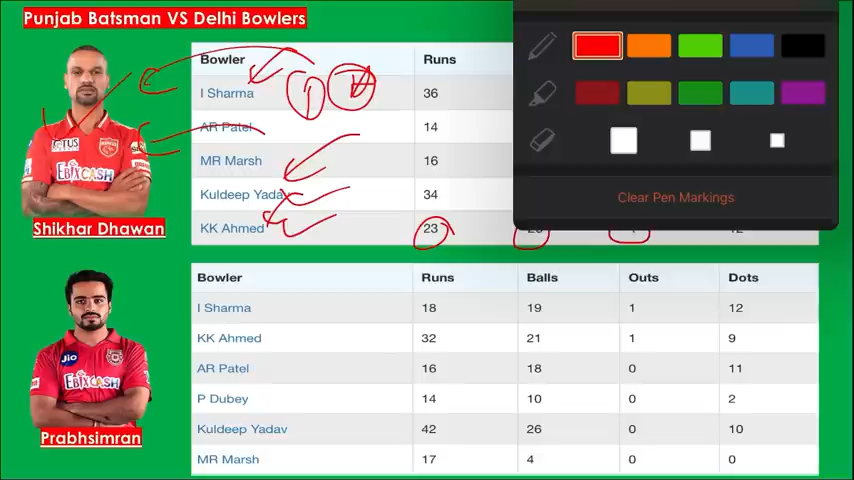 Punjab Batsman VS Delhi Bowlers
Bowler Runs
I Sharma 36
AR Patel 14
MR Marsh 16
Kuldeep Yadav 34
KK Ahmed 23
Clear Pen Markings
Shikhar Dhawan
EBIXCASH
Bowler Runs Balls Outs Dots
I Sharma 18 19 1 12
KK Ahmed 32 21 1 9
AR Patel 16 18 0 11
P Dubey 14 10 0 2
Kuldeep Yadav 42 26 0 10
MR Marsh 17 4 0 0
Jio
EBIXCASH
Prabhsimran